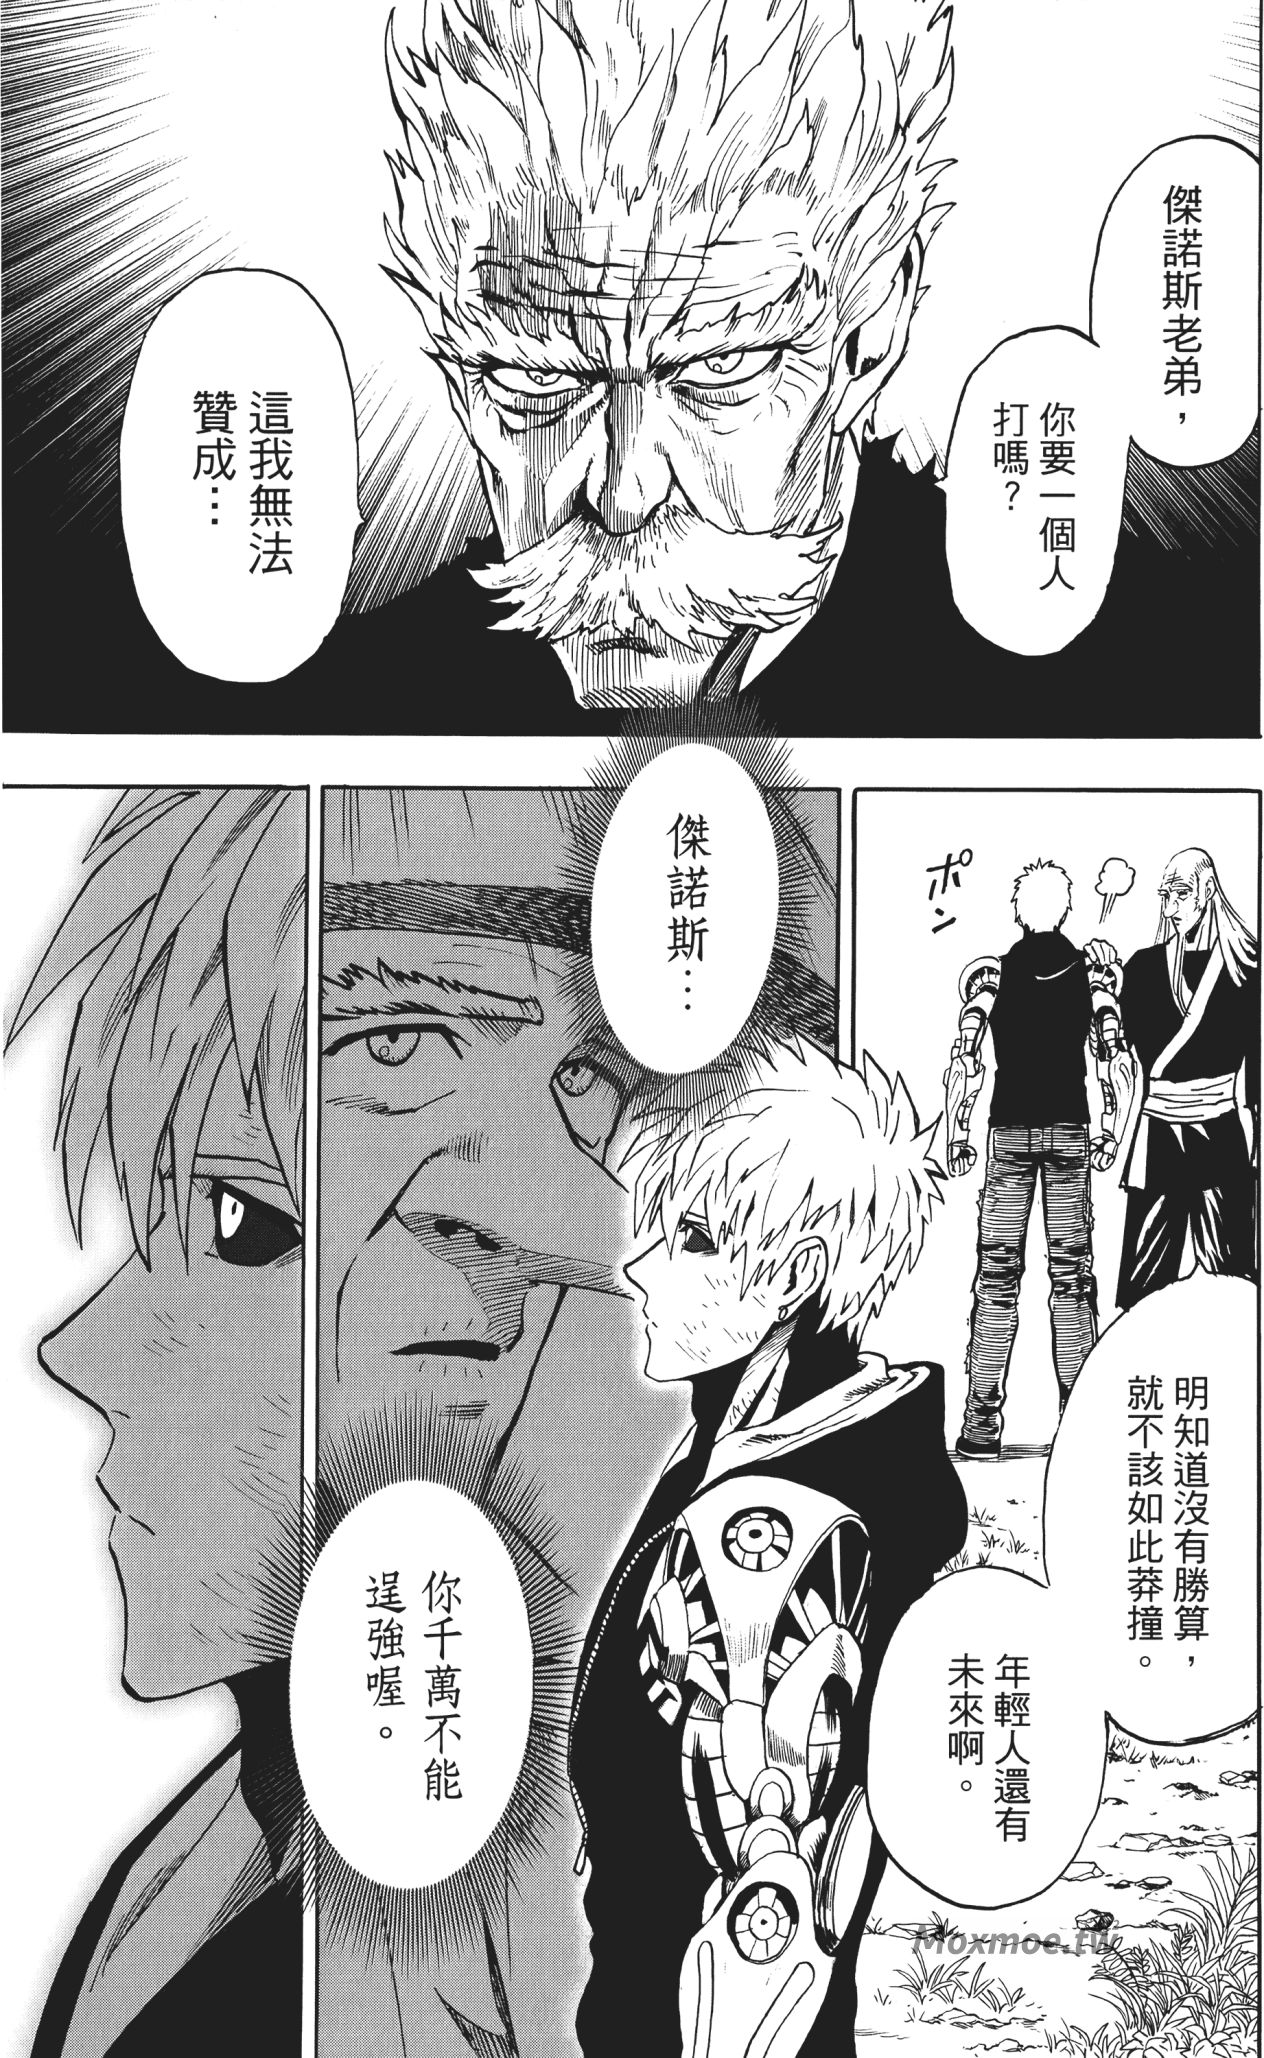 傑諾斯老弟，
你要一個人
打嗎？
這我無法
贊成…
ポン
明知道沒有勝算，
就不該如此莽撞。
年輕人還有
未來啊。
傑諾斯…
你千萬不能
逞強喔。
Moxmoe.tw